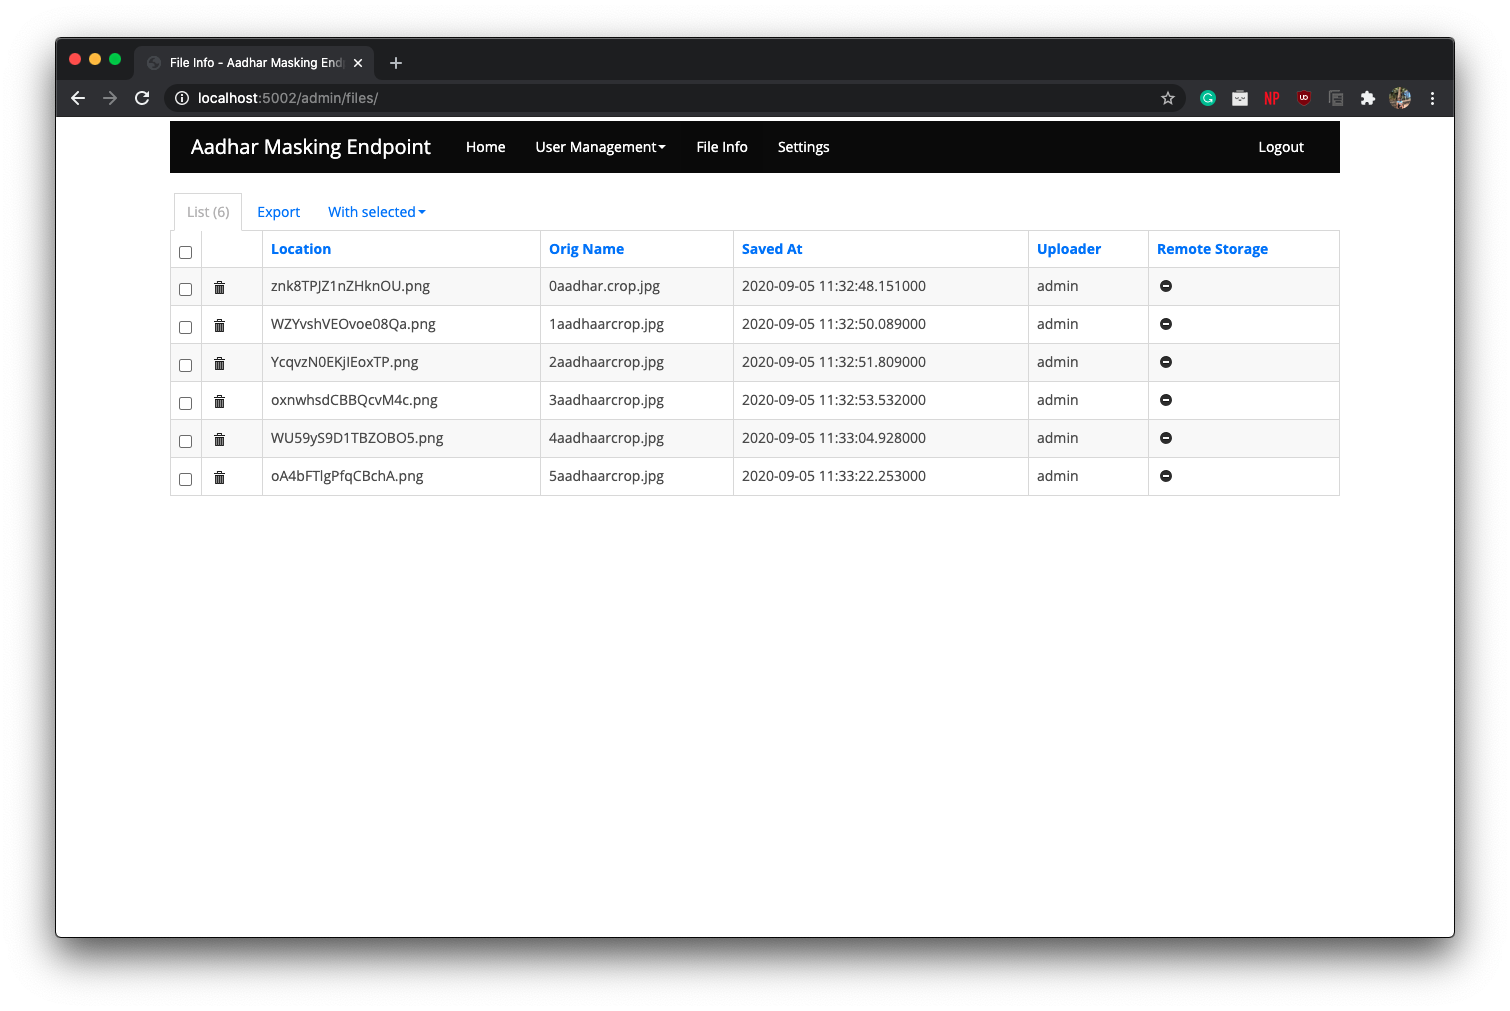 File Info - Aadhar Masking End
localhost:5002/admin/files/
NP
Aadhar Masking Endpoint Home User Management File Info Settings Logout
List (6) Export With selected
Location Orig Name Saved At Uploader Remote Storage
znk8TPJZ1nZHknOU.png 0aadhar.crop.jpg 2020-09-05 11:32:48.151000 admin
WZYvshVEOvoe08Qa.png 1aadhaarcrop.jpg 2020-09-05 11:32:50.089000 admin
YcqvzN0EKjIEoxTP.png 2aadhaarcrop.jpg 2020-09-05 11:32:51.809000 admin
oxnwhsdCBBQcvM4c.png 3aadhaarcrop.jpg 2020-09-05 11:32:53.532000 admin
WU59yS9D1TBZOBO5.png 4aadhaarcrop.jpg 2020-09-05 11:33:04.928000 admin
oA4bFTlgPfqCBchA.png 5aadhaarcrop.jpg 2020-09-05 11:33:22.253000 admin